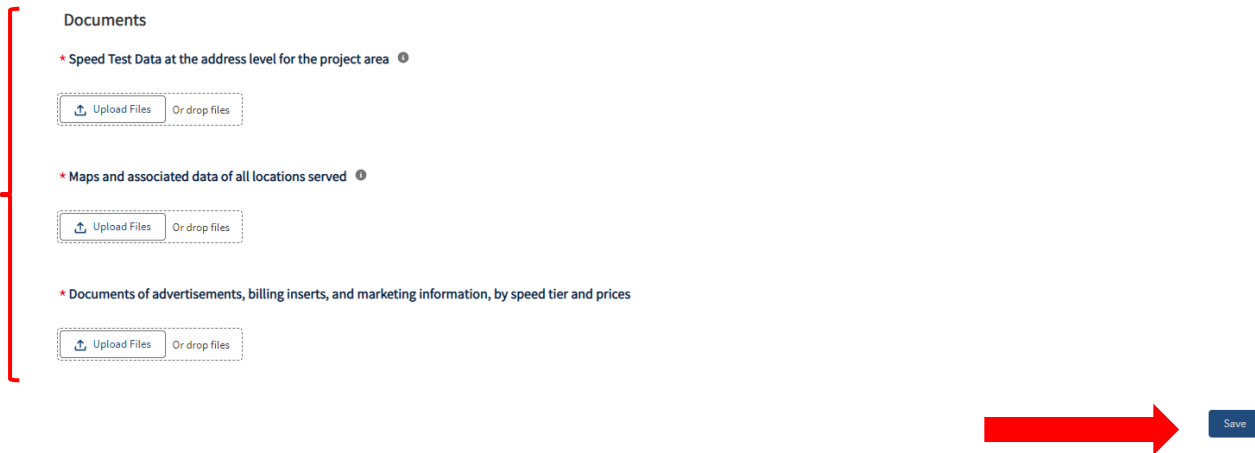 Documents
* Speed Test Data at the address level for the project area
Upload Files Or drop files
* Maps and associated data of all locations served
Upload Files Or drop files
* Documents of advertisements, billing inserts, and marketing information, by speed tier and prices
Upload Files Or drop files
Save